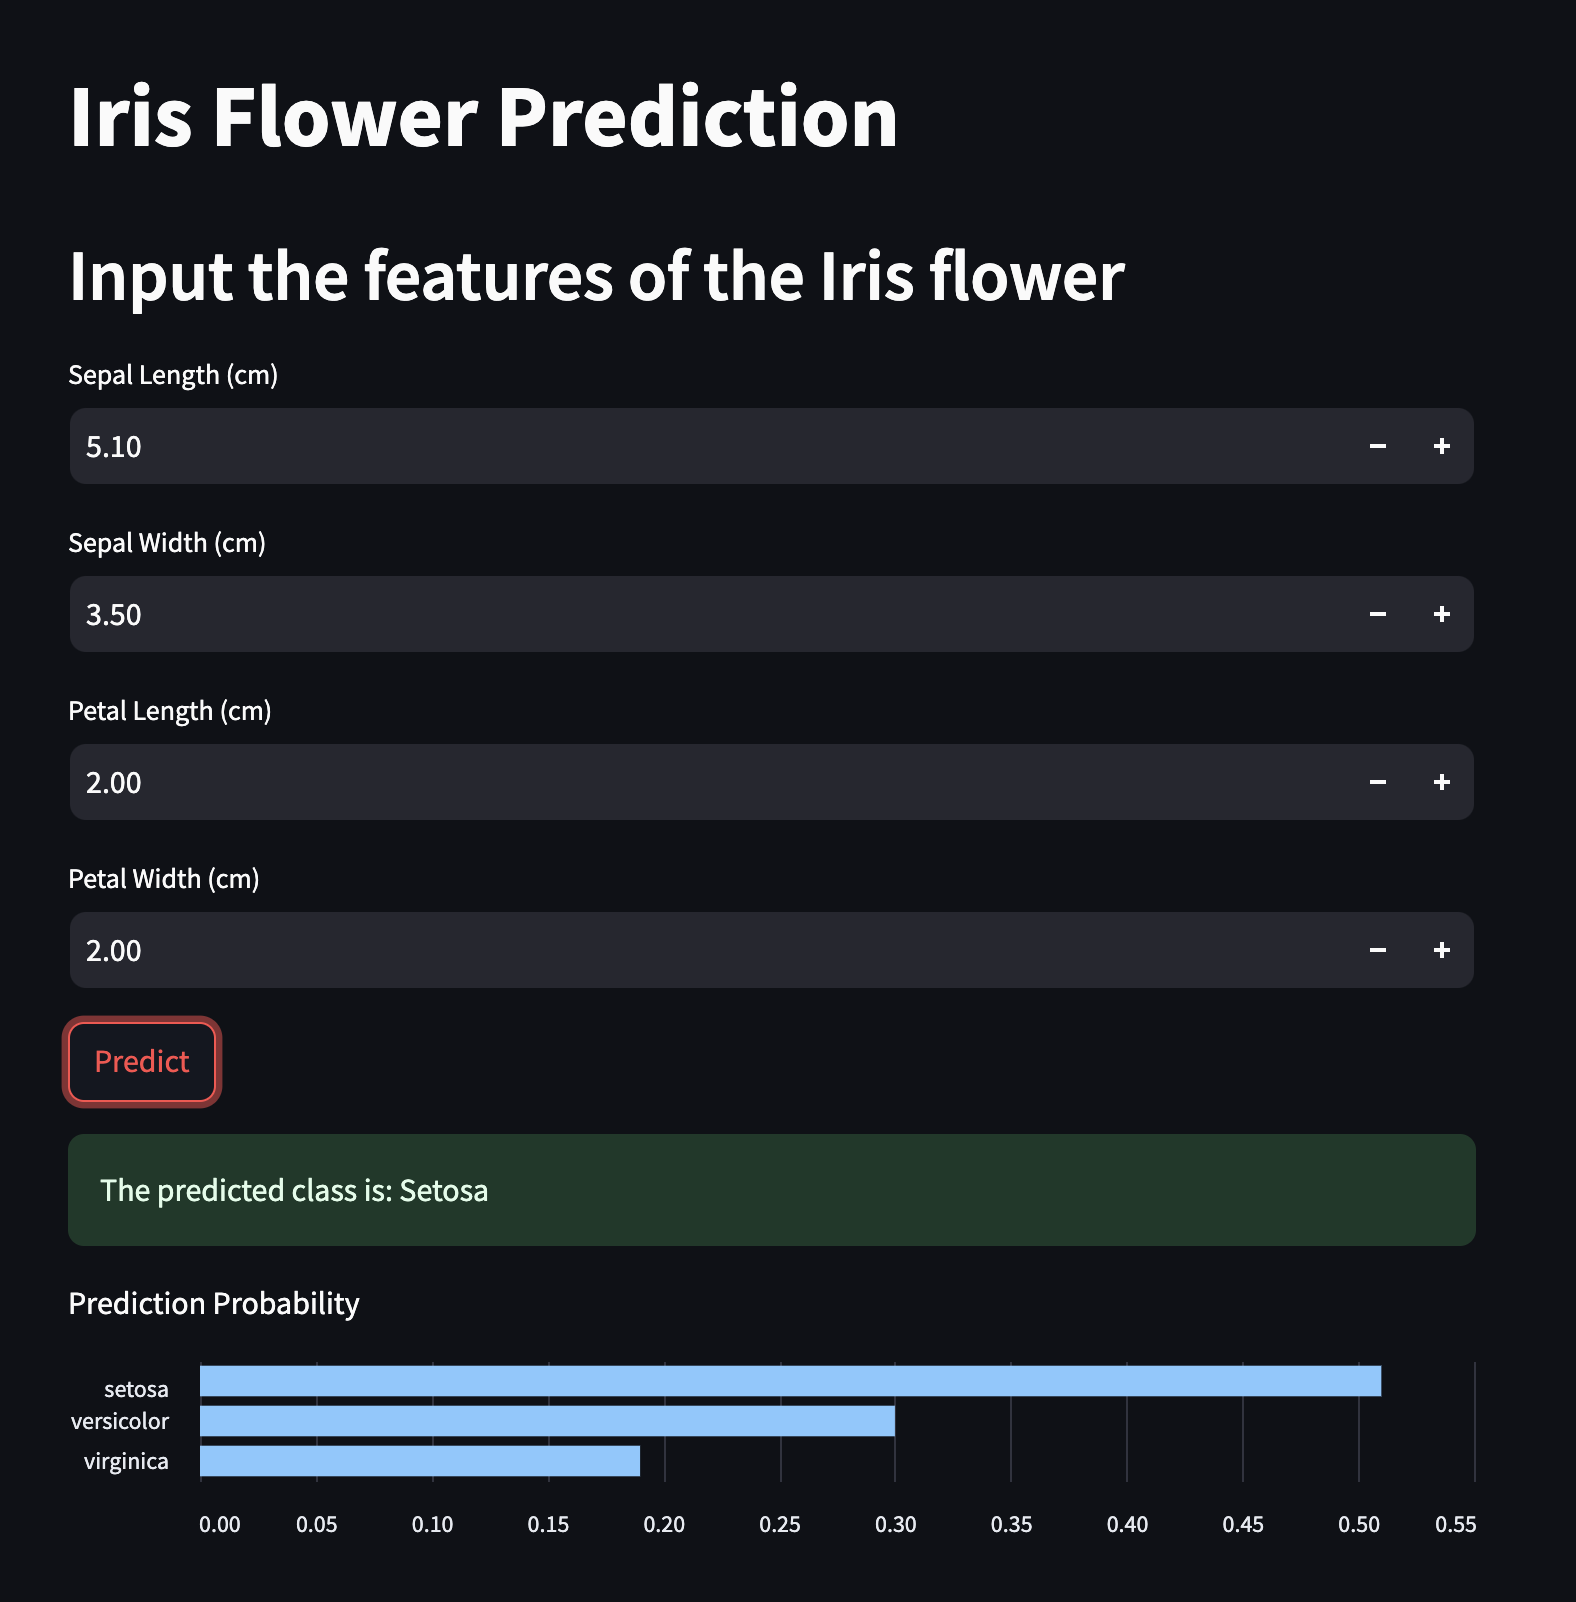 Iris Flower Prediction
Input the features of the Iris flower
Sepal Length (cm)
5.10 − +
Sepal Width (cm)
3.50 − +
Petal Length (cm)
2.00 − +
Petal Width (cm)
2.00 − +
Predict
The predicted class is: Setosa
Prediction Probability
setosa
versicolor
virginica
0.00 0.05 0.10 0.15 0.20 0.25 0.30 0.35 0.40 0.45 0.50 0.55